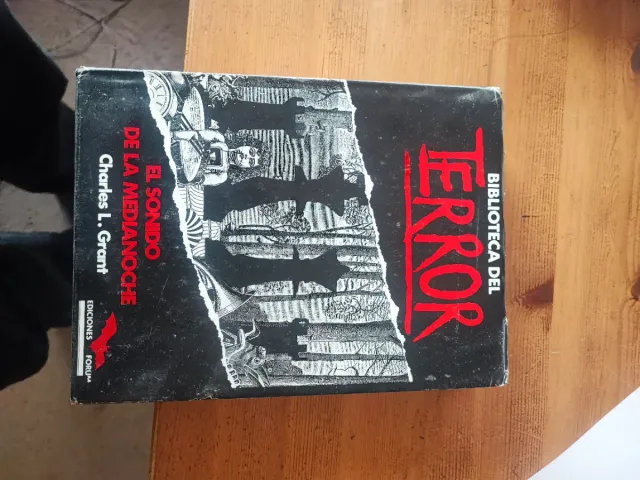 BIBLIOTECA DEL
TERROR
EL SONIDO
DE LA MEDIANOCHE
Charles L. Grant
EDICIONES FORUM